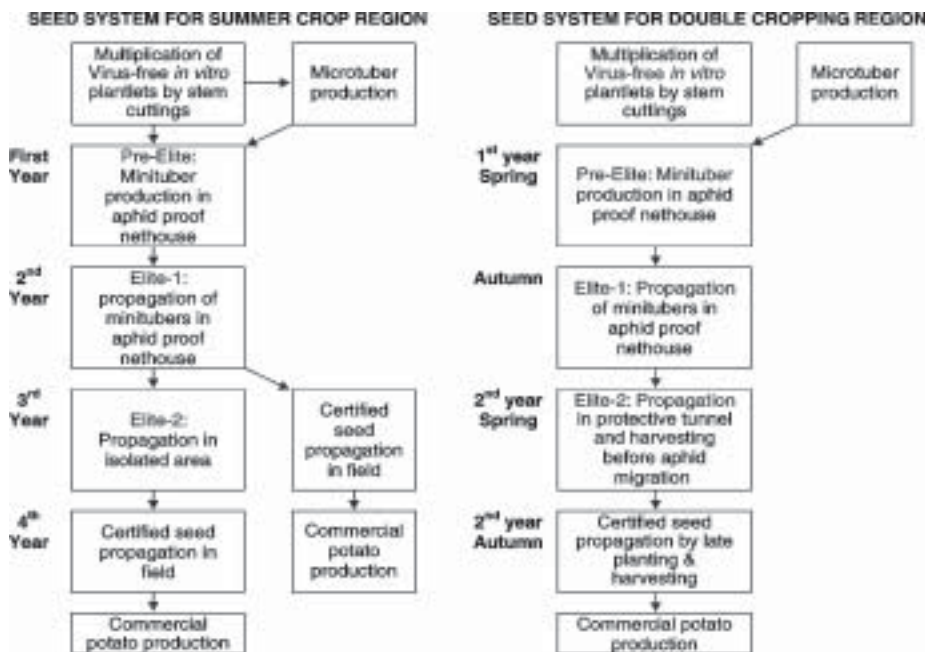 SEED SYSTEM FOR SUMMER CROP REGION
Multiplication of
Virus-free in vitro
plantlets by stem
cuttings
Microtuber
production
First
Year
Pre-Elite:
Minituber
production in
aphid proof
nethouse
2nd
Year
Elite-1:
propagation of
minitubers in
aphid proof
nethouse
3rd
Year
Elite-2:
Propagation in
isolated area
Certified
seed
propagation
in field
4th
Year
Certified seed
propagation in
field
Commercial
potato
production
Commercial
potato production
SEED SYSTEM FOR DOUBLE CROPPING REGION
Multiplication of
Virus-free in vitro
plantlets by stem
cuttings
Microtuber
production
1st year
Spring
Pre-Elite: Minituber
production in aphid
proof nethouse
Autumn
Elite-1: Propagation
of minitubers in
aphid proof
nethouse
2nd year
Spring
Elite-2: Propagation
in protective tunnel
and harvesting
before aphid
migration
2nd year
Autumn
Certified seed
propagation by late
planting &
harvesting
Commercial potato
production